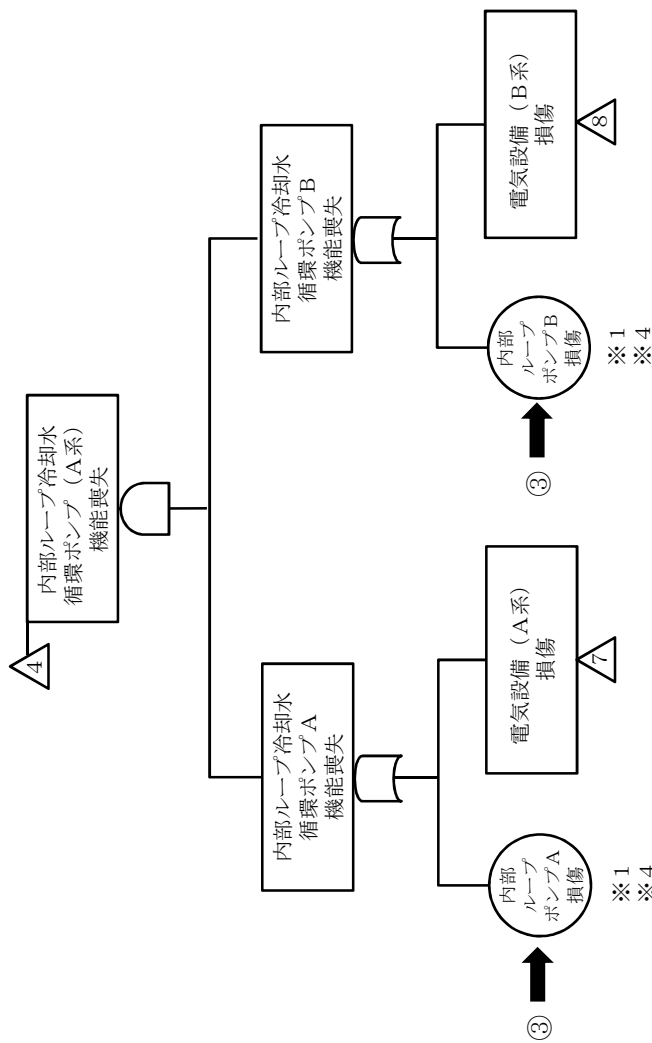 4
内部ループ冷却水
循環ポンプ（A系）
機能喪失
内部ループ冷却水
循環ポンプA
機能喪失
内部ループ冷却水
循環ポンプB
機能喪失
③
内部
ループ
ポンプA
損傷
※1
※4
電気設備（A系）
損傷
7
③
内部
ループ
ポンプB
損傷
※1
※4
電気設備（B系）
損傷
8